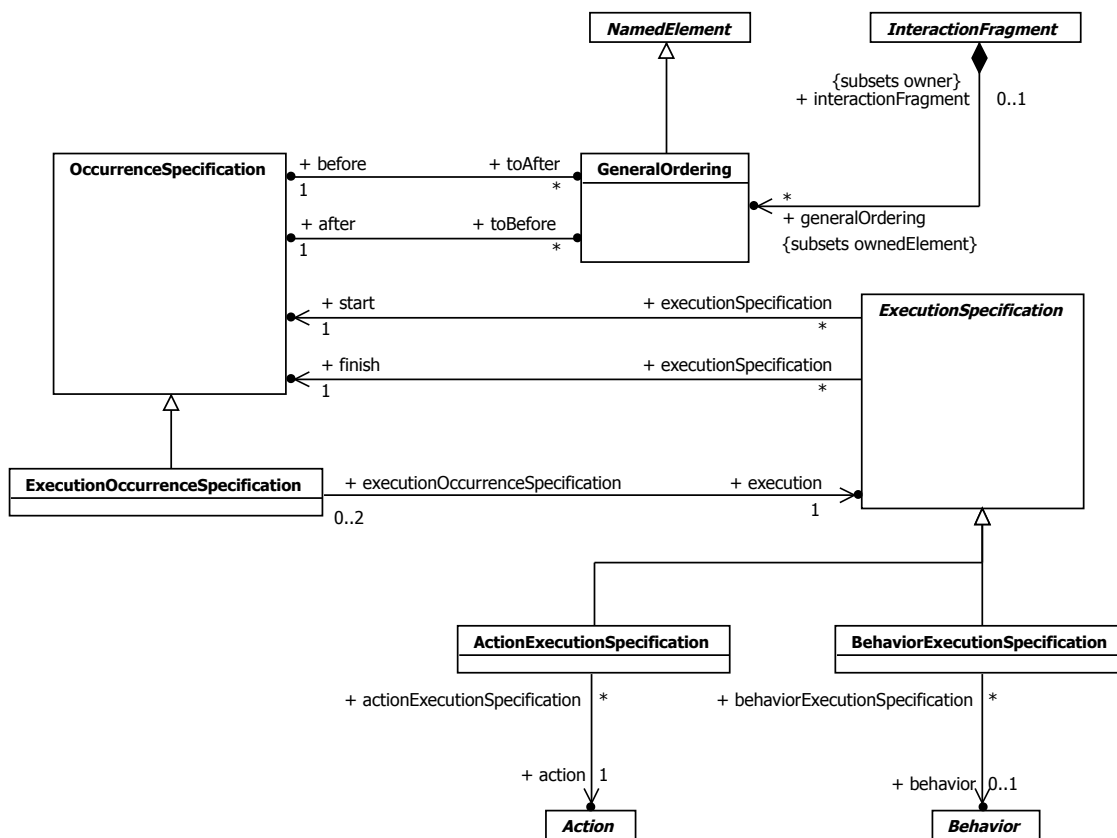 NamedElement
InteractionFragment
{subsets owner}
+ interactionFragment 0..1
OccurrenceSpecification
+ before + toAfter
1 *
GeneralOrdering
*
+ generalOrdering
{subsets ownedElement}
+ after + toBefore
1 *
+ start + executionSpecification
1 *
ExecutionSpecification
+ finish + executionSpecification
1 *
ExecutionOccurrenceSpecification
+ executionOccurrenceSpecification + execution
0..2 1
ActionExecutionSpecification
BehaviorExecutionSpecification
+ actionExecutionSpecification *
+ behaviorExecutionSpecification *
+ action 1
+ behavior 0..1
Action
Behavior